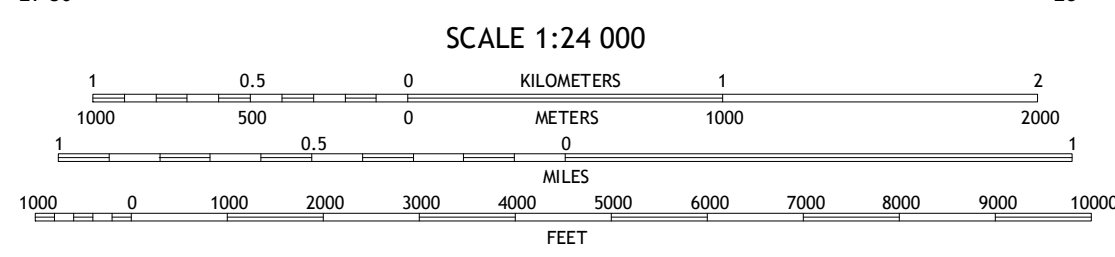 SCALE 1:24 000
1 0.5 0 KILOMETERS 1 2
1000 500 0 METERS 1000 2000
1 0.5 0 1
MILES
1000 0 1000 2000 3000 4000 5000 6000 7000 8000 9000 10000
FEET